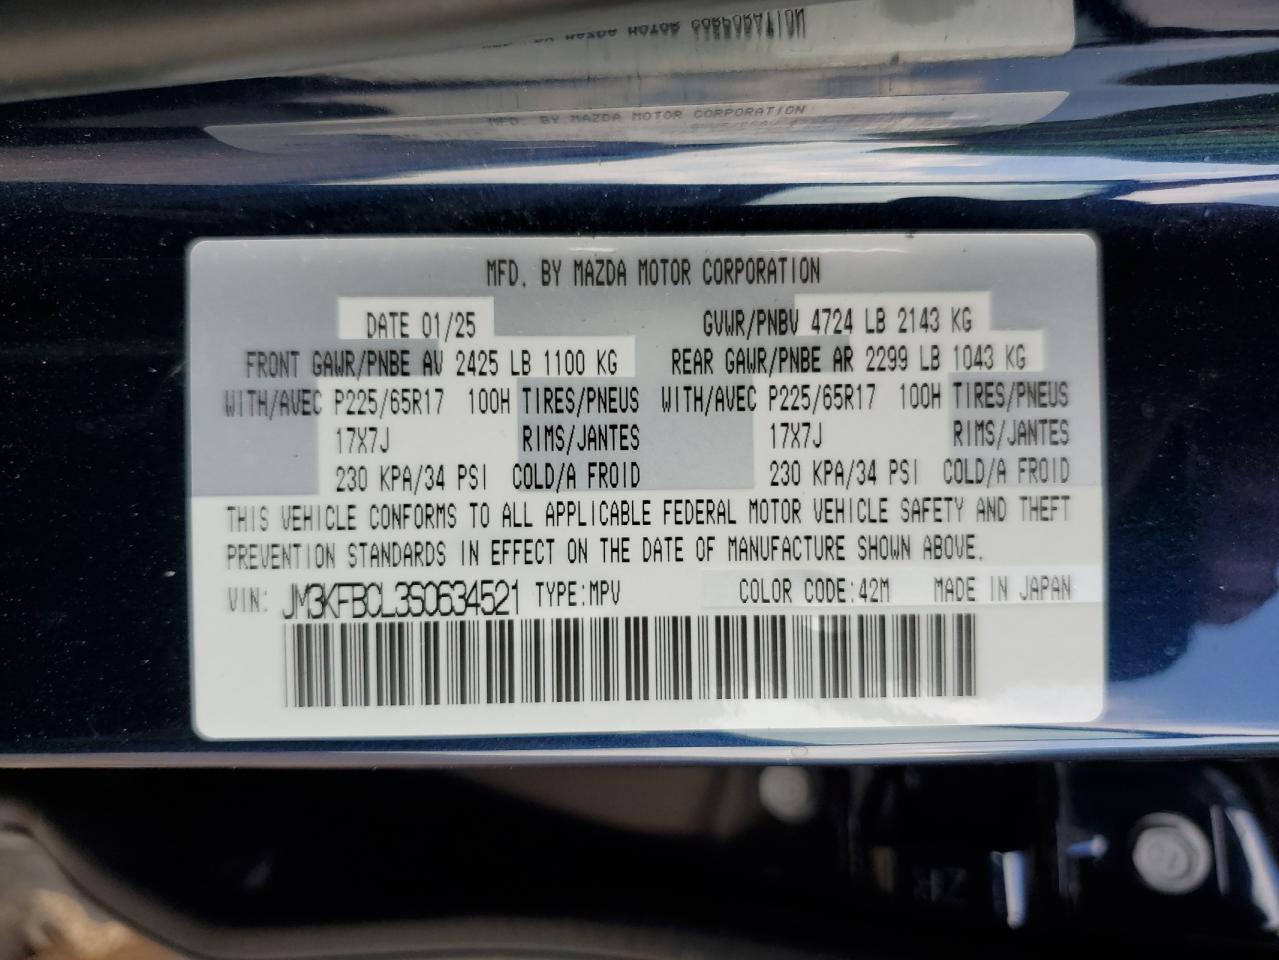 MFD. BY MAZDA MOTOR CORPORATION
MFD. BY MAZDA MOTOR CORPORATION
MFD. BY MAZDA MOTOR CORPORATION
DATE 01/25 GVWR/PNBV 4724 LB 2143 KG
FRONT GAWR/PNBE AV 2425 LB 1100 KG REAR GAWR/PNBE AR 2299 LB 1043 KG
WITH/AVEC P225/65R17 100H TIRES/PNEUS WITH/AVEC P225/65R17 100H TIRES/PNEUS
17X7J RIMS/JANTES 17X7J RIMS/JANTES
230 KPA/34 PSI COLD/A FROID 230 KPA/34 PSI COLD/A FROID
THIS VEHICLE CONFORMS TO ALL APPLICABLE FEDERAL MOTOR VEHICLE SAFETY AND THEFT
PREVENTION STANDARDS IN EFFECT ON THE DATE OF MANUFACTURE SHOWN ABOVE.
VIN: JM3KFBCL3S0634521 TYPE:MPV COLOR CODE:42M MADE IN JAPAN